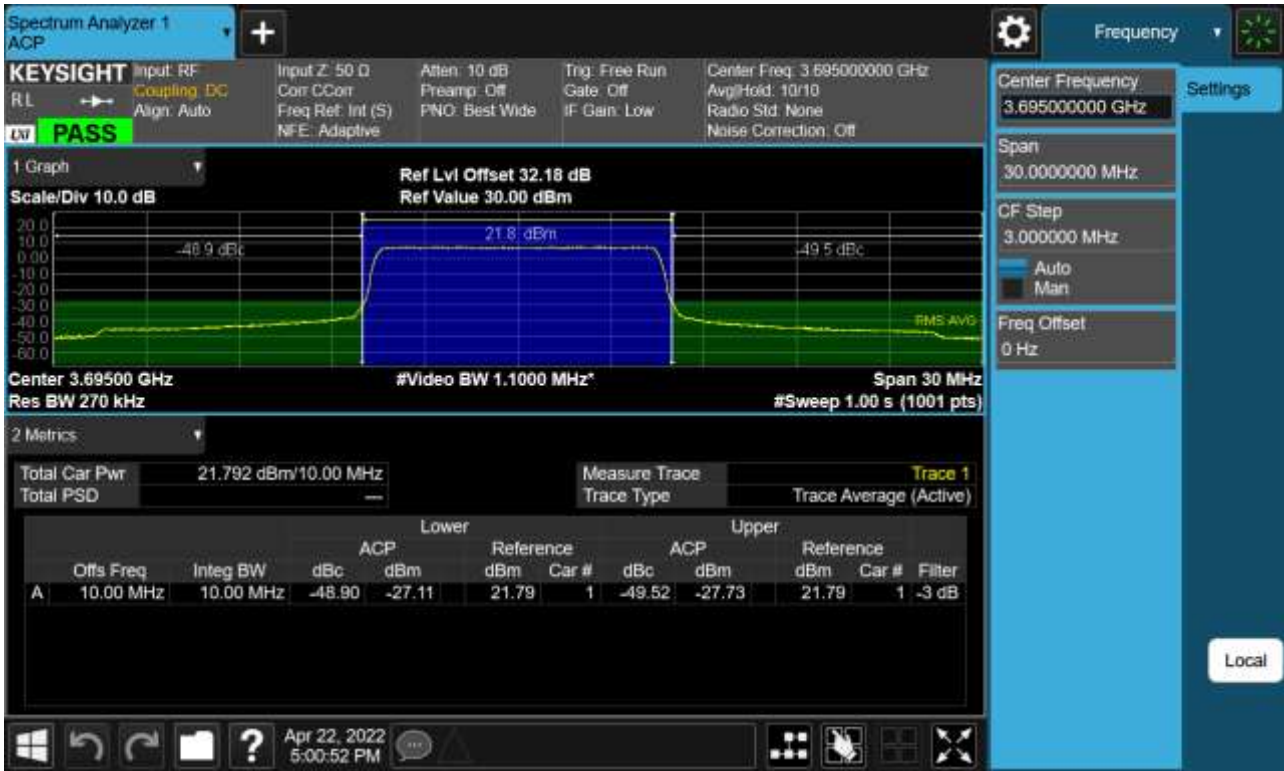 Spectrum Analyzer 1
ACP
+
Frequency
KEYSIGHT Input: RF Input Z: 50 Ω Atten: 10 dB Trig: Free Run Center Freq: 3.695000000 GHz
RL Coupling: DC Corr CCorr Preamp: Off Gate: Off Avg|Hold: 10/10
Align: Auto Freq Ref: Int (S) PNO: Best Wide IF Gain: Low Radio Std: None
LXI PASS NFE: Adaptive Noise Correction: Off
1 Graph
Ref Lvl Offset 32.18 dB
Scale/Div 10.0 dB Ref Value 30.00 dBm
20.0
10.0
0.00
-10.0
-20.0
-30.0
-40.0
-50.0
-60.0
-48.9 dBc
21.8 dBm
-49.5 dBc
RMS AVG
Center 3.69500 GHz #Video BW 1.1000 MHz* Span 30 MHz
Res BW 270 kHz #Sweep 1.00 s (1001 pts)
2 Metrics
Total Car Pwr 21.792 dBm/10.00 MHz Measure Trace Trace 1
Total PSD --- Trace Type Trace Average (Active)
Lower Upper
ACP Reference ACP Reference
Offs Freq Integ BW dBc dBm dBm Car # dBc dBm dBm Car # Filter
A 10.00 MHz 10.00 MHz -48.90 -27.11 21.79 1 -49.52 -27.73 21.79 1 -3 dB
Apr 22, 2022
5:00:52 PM
?
Center Frequency
3.695000000 GHz
Settings
Span
30.0000000 MHz
CF Step
3.000000 MHz
Auto
Man
Freq Offset
0 Hz
Local